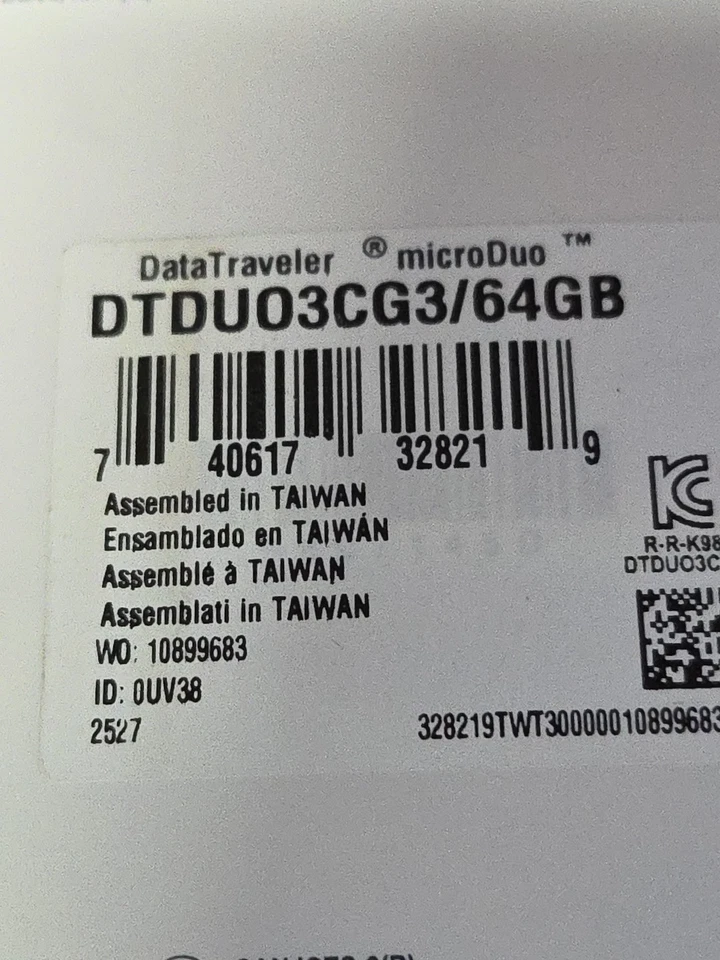 DataTraveler ® microDuo ™
DTDUO3CG3/64GB
7 40617 32821 9
Assembled in TAIWAN
Ensamblado en TAIWÁN
Assemblé à TAIWAN
Assemblati in TAIWAN
WO: 10899683
ID: 0UV38
2527
R-R-K98
DTDUO3C
328219TWT30000010899683